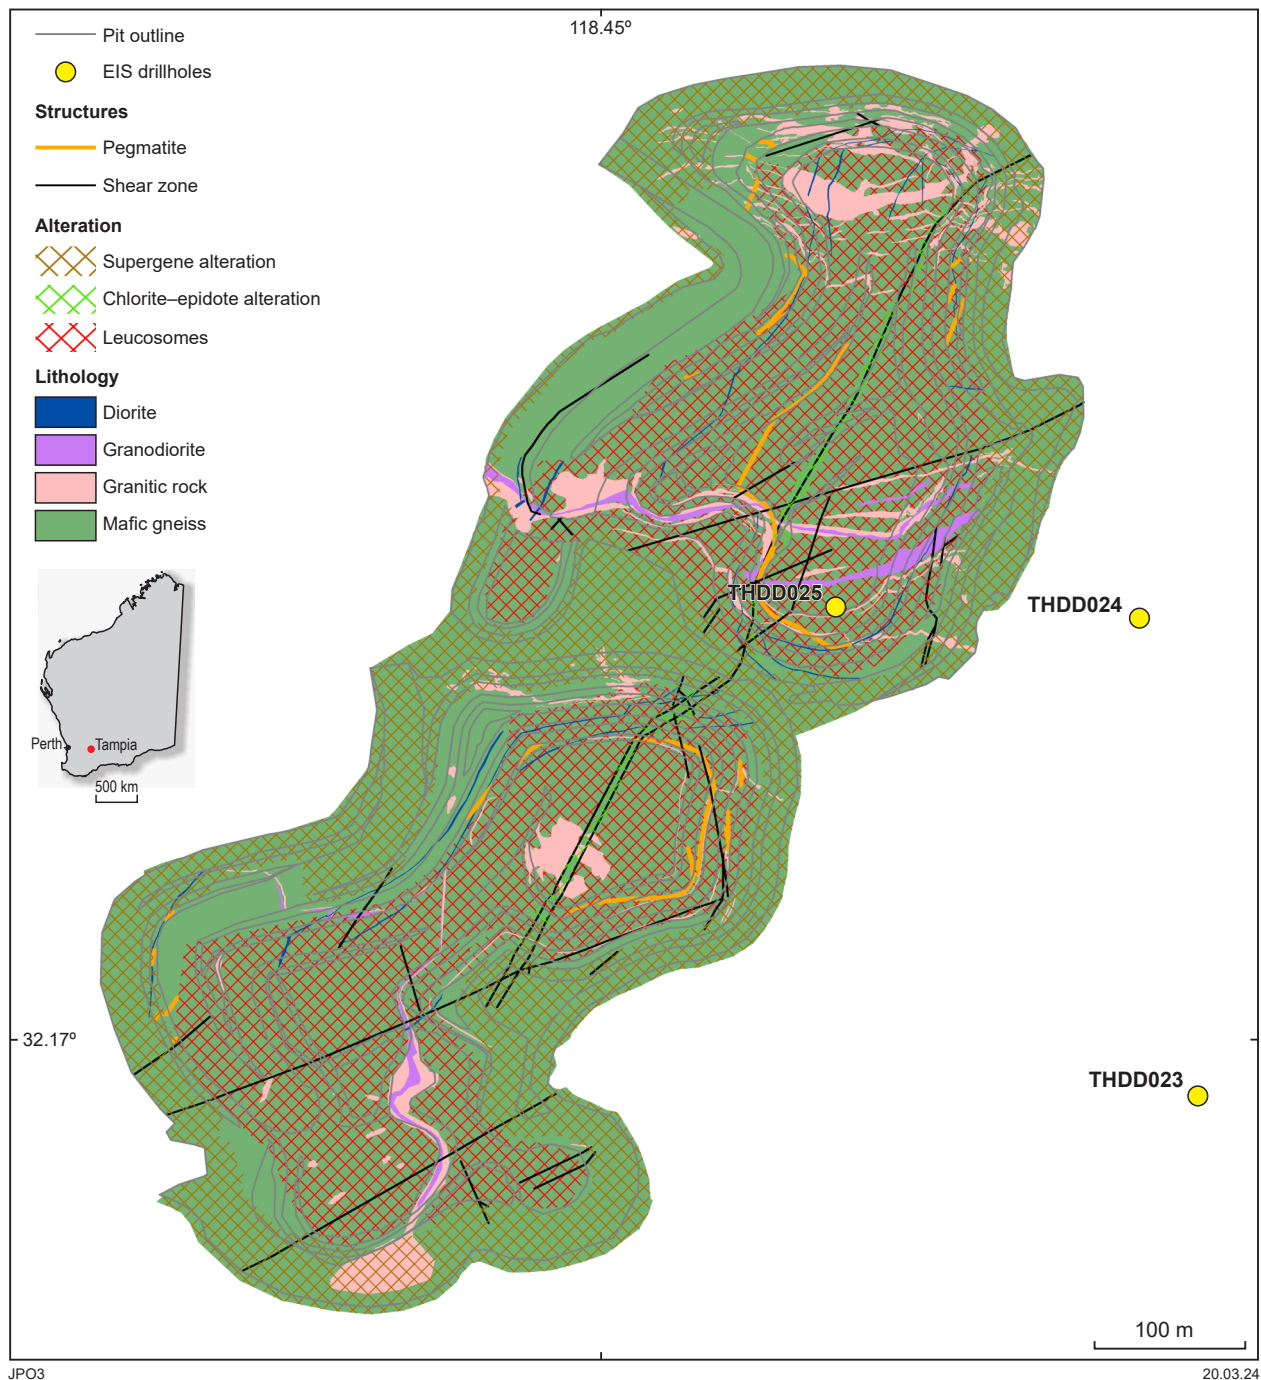 118.45º
Pit outline
EIS drillholes
Structures
Pegmatite
Shear zone
Alteration
Supergene alteration
Chlorite–epidote alteration
Leucosomes
Lithology
Diorite
Granodiorite
Granitic rock
Mafic gneiss
THDD025
THDD024
Perth
Tampia
500 km
32.17º
THDD023
100 m
JPO3
20.03.24